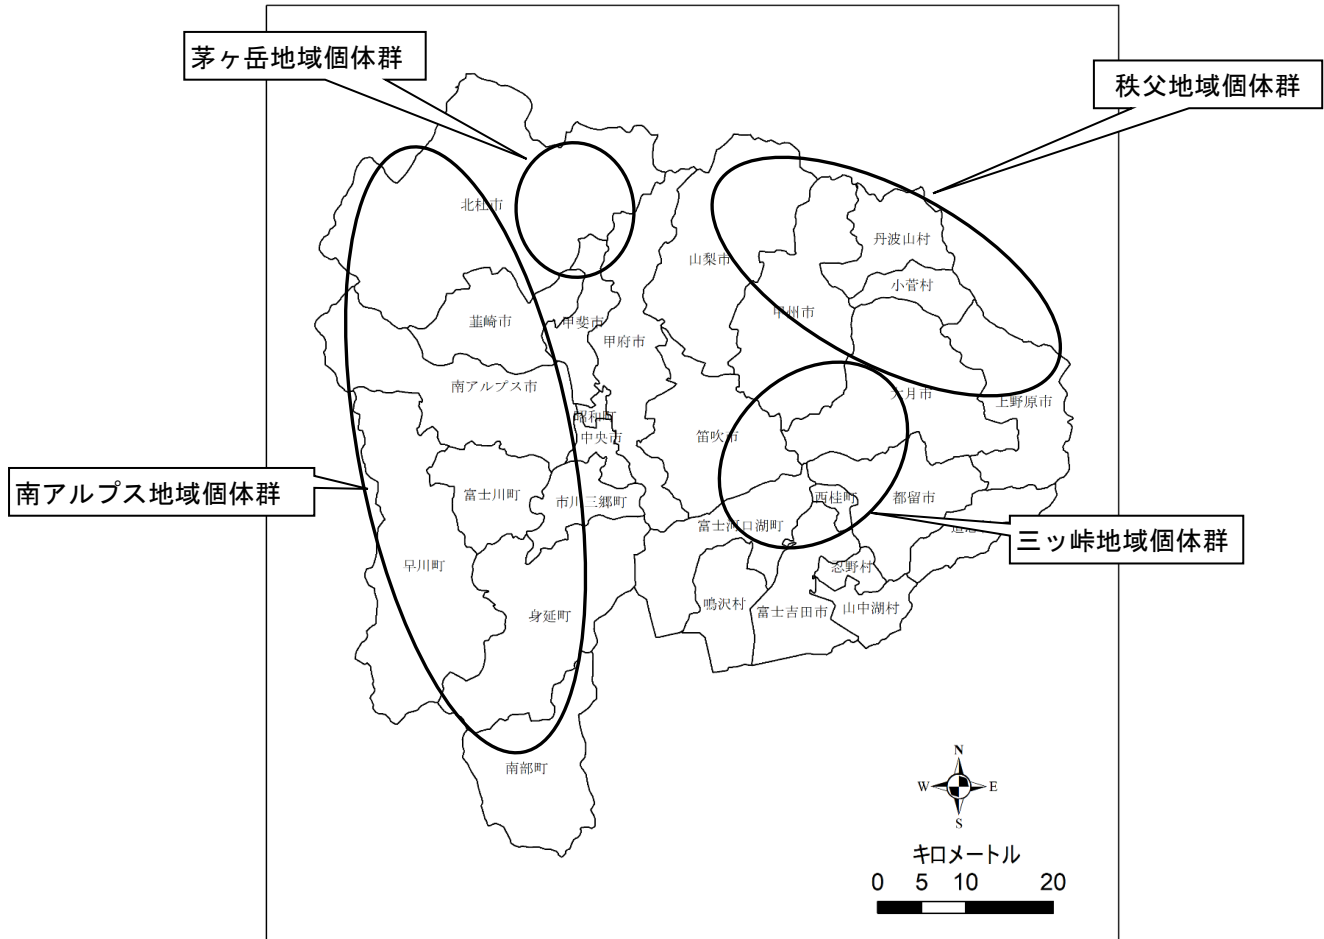 茅ヶ岳地域個体群
秩父地域個体群
北杜市
丹波山村
山梨市
小菅村
韮崎市
甲斐市
甲州市
甲府市
南アルプス市
大月市
上野原市
昭和町
中央市
笛吹市
南アルプス地域個体群
富士川町
市川三郷町
西桂町
都留市
富士河口湖町
三ッ峠地域個体群
早川町
忍野村
身延町
鳴沢村
富士吉田市
山中湖村
南部町
N
W
E
S
キロメートル
0 5 10 20